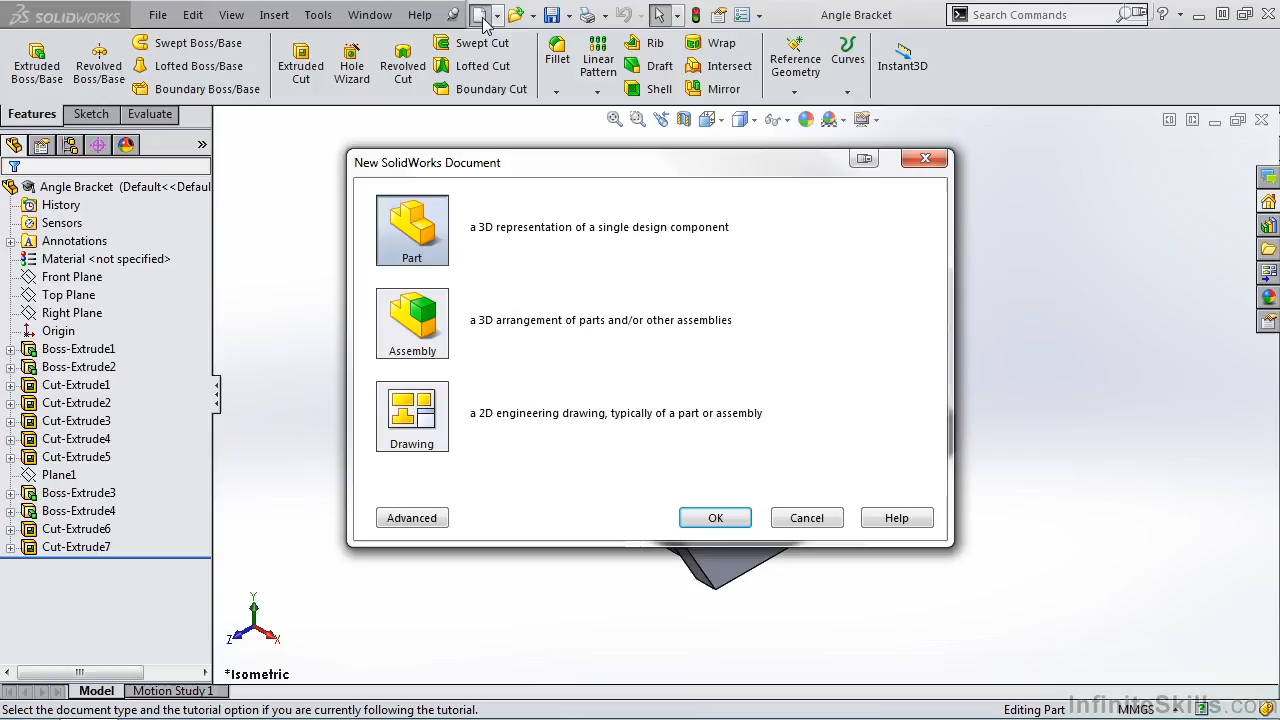 SOLIDWORKS File Edit View Insert Tools Window Help Angle Bracket Search Commands
Extruded Boss/Base
Revolved Boss/Base
Swept Boss/Base
Lofted Boss/Base
Boundary Boss/Base
Extruded Cut
Hole Wizard
Revolved Cut
Swept Cut
Lofted Cut
Boundary Cut
Fillet
Linear Pattern
Rib
Draft
Shell
Wrap
Intersect
Mirror
Reference Geometry
Curves
Instant3D
Features Sketch Evaluate
Angle Bracket (Default<<Defau
History
Sensors
Annotations
Material <not specified>
Front Plane
Top Plane
Right Plane
Origin
Boss-Extrude1
Boss-Extrude2
Cut-Extrude1
Cut-Extrude2
Cut-Extrude3
Cut-Extrude4
Cut-Extrude5
Plane1
Boss-Extrude3
Boss-Extrude4
Cut-Extrude6
Cut-Extrude7
New SolidWorks Document
Part
a 3D representation of a single design component
Assembly
a 3D arrangement of parts and/or other assemblies
Drawing
a 2D engineering drawing, typically of a part or assembly
Advanced OK Cancel Help
Y
Z X
*Isometric
Model Motion Study 1
Select the document type and the tutorial option if you are currently following the tutorial. Editing Part MMGS
InfiniteSkills.com